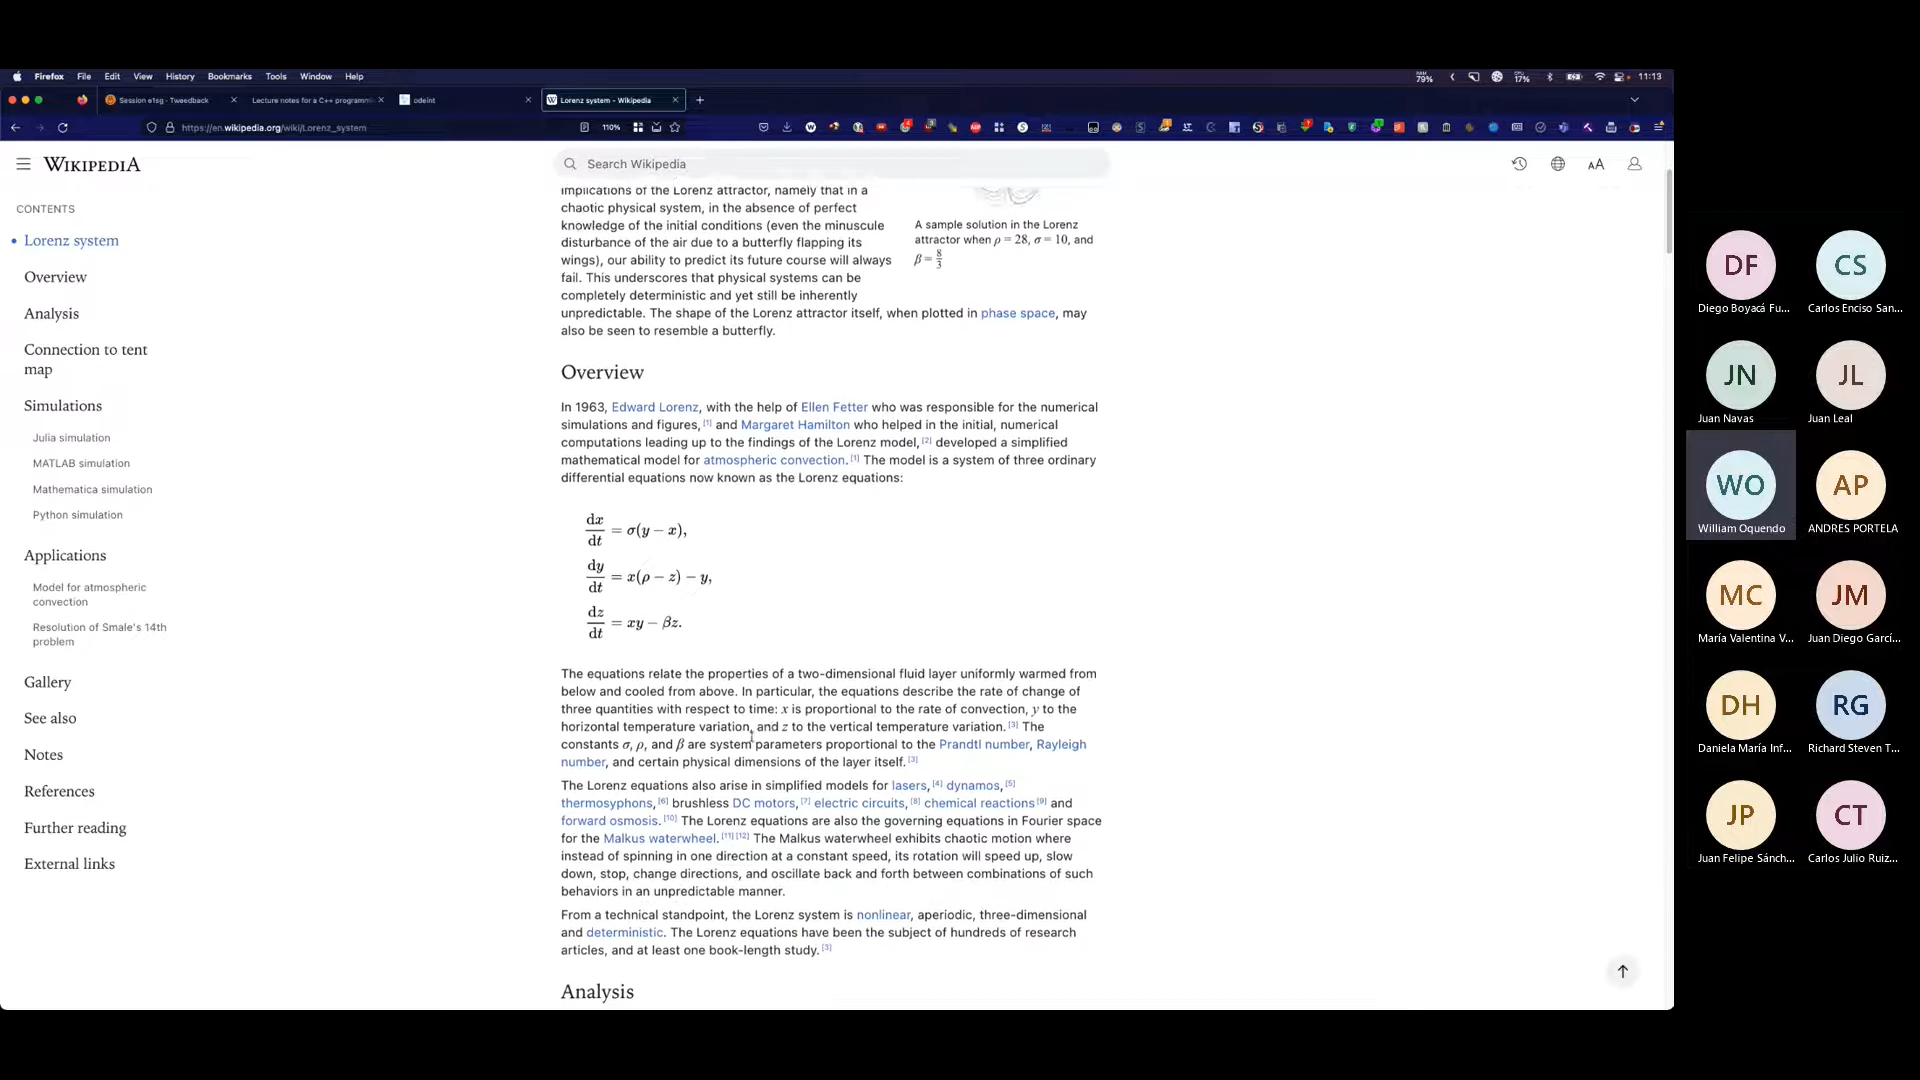 Firefox File Edit View History Bookmarks Tools Window Help
79% 17% 11:13
Session e1sg - Tweedback
Lecture notes for a C++ programmi
odeint
Lorenz system - Wikipedia
https://en.wikipedia.org/wiki/Lorenz_system
110%
WIKIPEDIA
Search Wikipedia
CONTENTS
Lorenz system
Overview
Analysis
Connection to tent
map
Simulations
Julia simulation
MATLAB simulation
Mathematica simulation
Python simulation
Applications
Model for atmospheric
convection
Resolution of Smale's 14th
problem
Gallery
See also
Notes
References
Further reading
External links
implications of the Lorenz attractor, namely that in a
chaotic physical system, in the absence of perfect
knowledge of the initial conditions (even the minuscule
disturbance of the air due to a butterfly flapping its
wings), our ability to predict its future course will always
fail. This underscores that physical systems can be
completely deterministic and yet still be inherently
unpredictable. The shape of the Lorenz attractor itself, when plotted in phase space, may
also be seen to resemble a butterfly.
A sample solution in the Lorenz
attractor when ρ = 28, σ = 10, and
β = 8/3
Overview
In 1963, Edward Lorenz, with the help of Ellen Fetter who was responsible for the numerical
simulations and figures,[1] and Margaret Hamilton who helped in the initial, numerical
computations leading up to the findings of the Lorenz model,[2] developed a simplified
mathematical model for atmospheric convection.[1] The model is a system of three ordinary
differential equations now known as the Lorenz equations:
dx/dt = σ(y − x),
dy/dt = x(ρ − z) − y,
dz/dt = xy − βz.
The equations relate the properties of a two-dimensional fluid layer uniformly warmed from
below and cooled from above. In particular, the equations describe the rate of change of
three quantities with respect to time: x is proportional to the rate of convection, y to the
horizontal temperature variation, and z to the vertical temperature variation.[3] The
constants σ, ρ, and β are system parameters proportional to the Prandtl number, Rayleigh
number, and certain physical dimensions of the layer itself.[3]
The Lorenz equations also arise in simplified models for lasers,[4] dynamos,[5]
thermosyphons,[6] brushless DC motors,[7] electric circuits,[8] chemical reactions[9] and
forward osmosis.[10] The Lorenz equations are also the governing equations in Fourier space
for the Malkus waterwheel.[11][12] The Malkus waterwheel exhibits chaotic motion where
instead of spinning in one direction at a constant speed, its rotation will speed up, slow
down, stop, change directions, and oscillate back and forth between combinations of such
behaviors in an unpredictable manner.
From a technical standpoint, the Lorenz system is nonlinear, aperiodic, three-dimensional
and deterministic. The Lorenz equations have been the subject of hundreds of research
articles, and at least one book-length study.[3]
Analysis
DF CS
Diego Boyacá Fu... Carlos Enciso San...
JN JL
Juan Navas Juan Leal
WO AP
William Oquendo ANDRES PORTELA
MC JM
María Valentina V... Juan Diego Garcí...
DH RG
Daniela María Inf... Richard Steven T...
JP CT
Juan Felipe Sánch... Carlos Julio Ruiz...